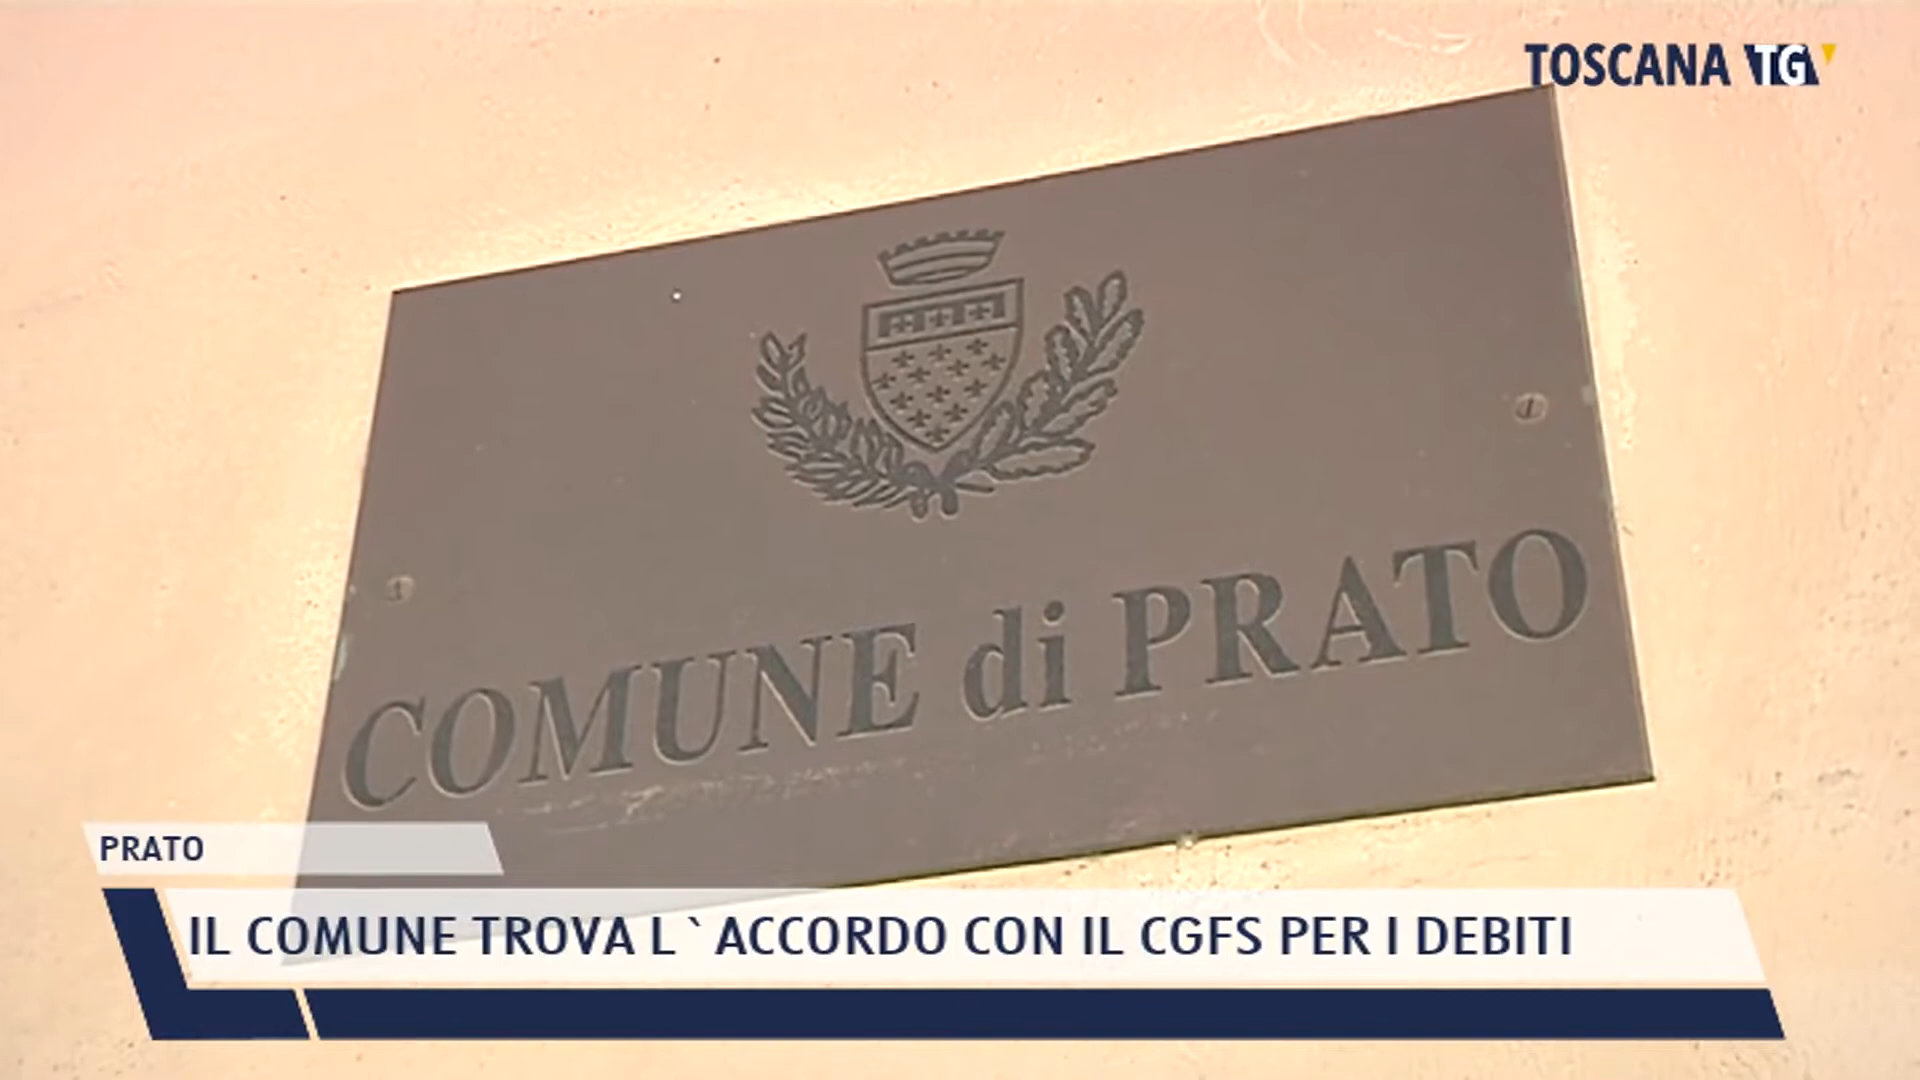 TOSCANA TG
COMUNE di PRATO
PRATO
IL COMUNE TROVA L`ACCORDO CON IL CGFS PER I DEBITI